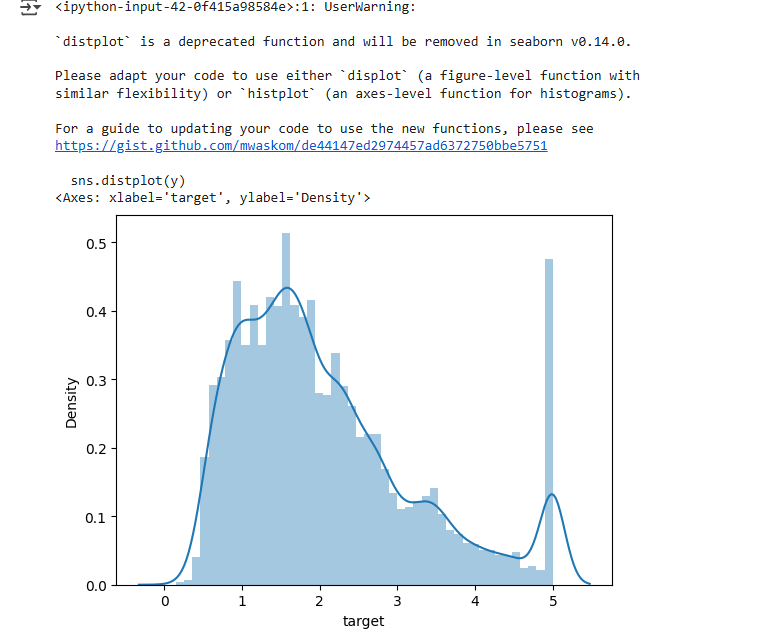 <ipython-input-42-0f415a98584e>:1: UserWarning:
`distplot` is a deprecated function and will be removed in seaborn v0.14.0.
Please adapt your code to use either `displot` (a figure-level function with
similar flexibility) or `histplot` (an axes-level function for histograms).
For a guide to updating your code to use the new functions, please see
https://gist.github.com/mwaskom/de44147ed2974457ad6372750bbe5751
sns.distplot(y)
<Axes: xlabel='target', ylabel='Density'>
0.5
0.4
0.3
0.2
0.1
0.0
Density
0 1 2 3 4 5
target